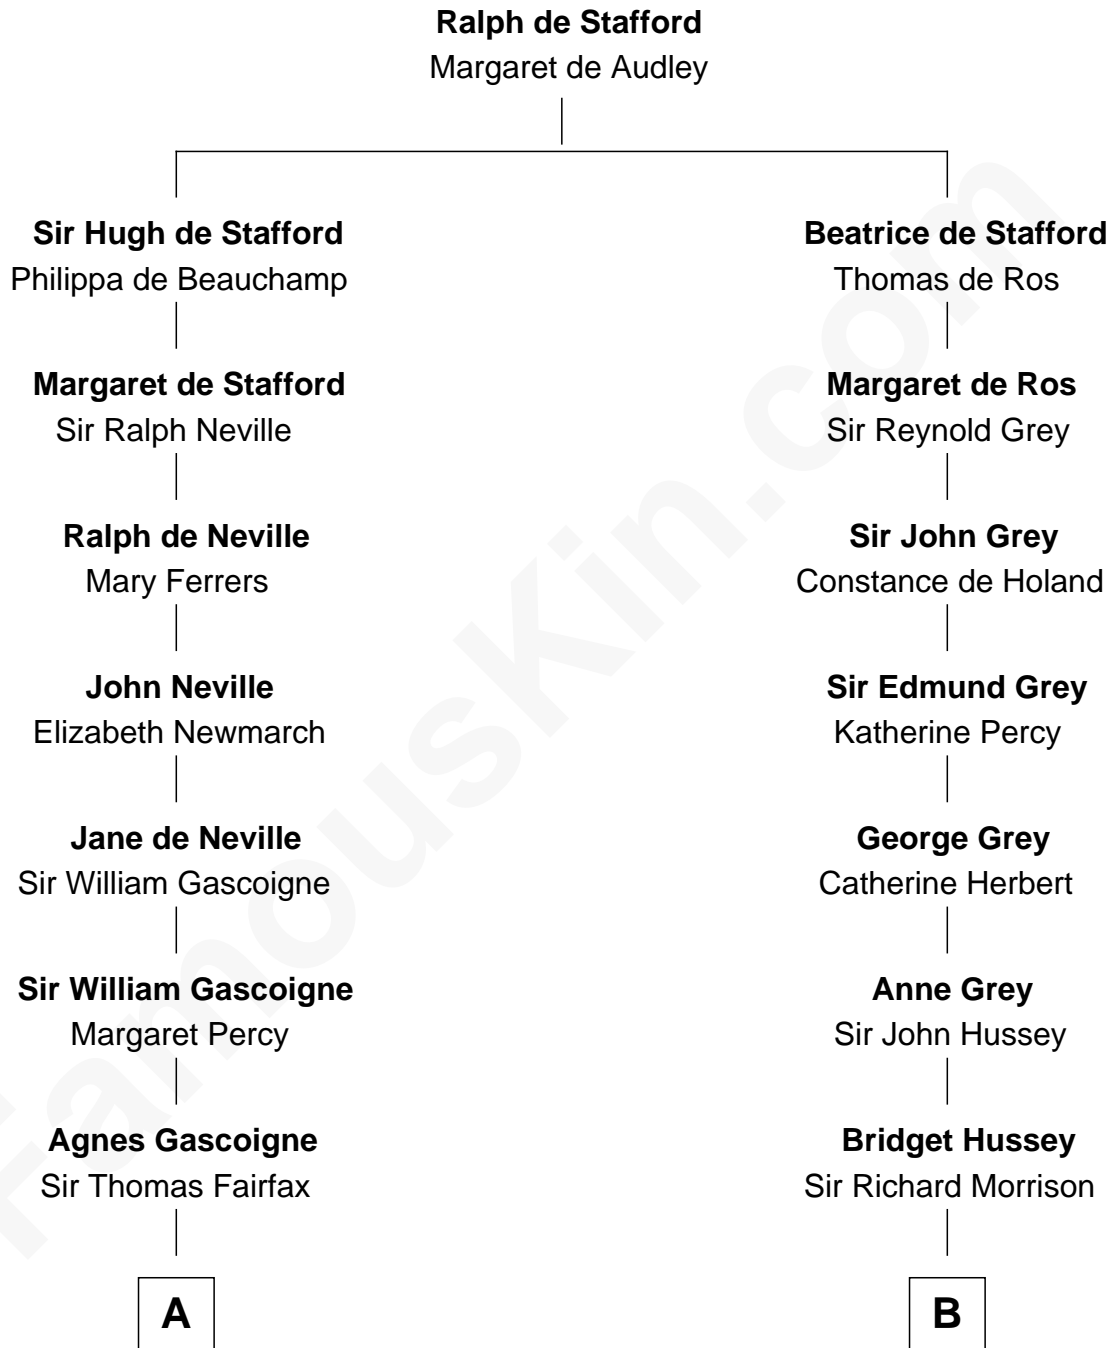 Ralph de Stafford
Margaret de Audley
Sir Hugh de Stafford
Philippa de Beauchamp
Margaret de Stafford
Sir Ralph Neville
Ralph de Neville
Mary Ferrers
John Neville
Elizabeth Newmarch
Jane de Neville
Sir William Gascoigne
Sir William Gascoigne
Margaret Percy
Agnes Gascoigne
Sir Thomas Fairfax
A
Beatrice de Stafford
Thomas de Ros
Margaret de Ros
Sir Reynold Grey
Sir John Grey
Constance de Holand
Sir Edmund Grey
Katherine Percy
George Grey
Catherine Herbert
Anne Grey
Sir John Hussey
Bridget Hussey
Sir Richard Morrison
B
FamousKin.com